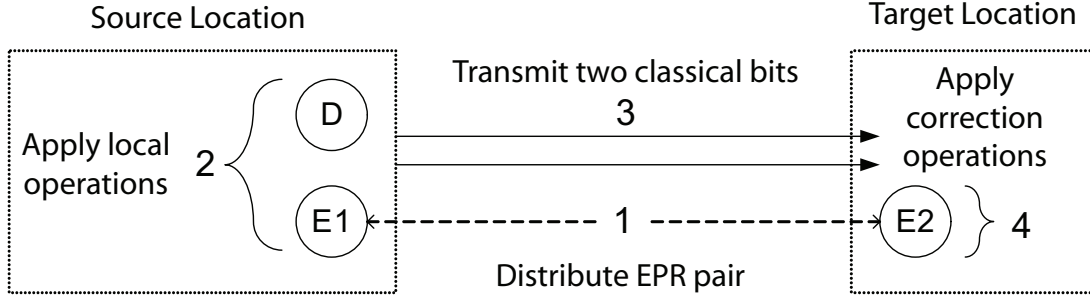 Source Location
Target Location
Apply local
operations
2
D
E1
Transmit two classical bits
3
1
Distribute EPR pair
Apply
correction
operations
E2
4